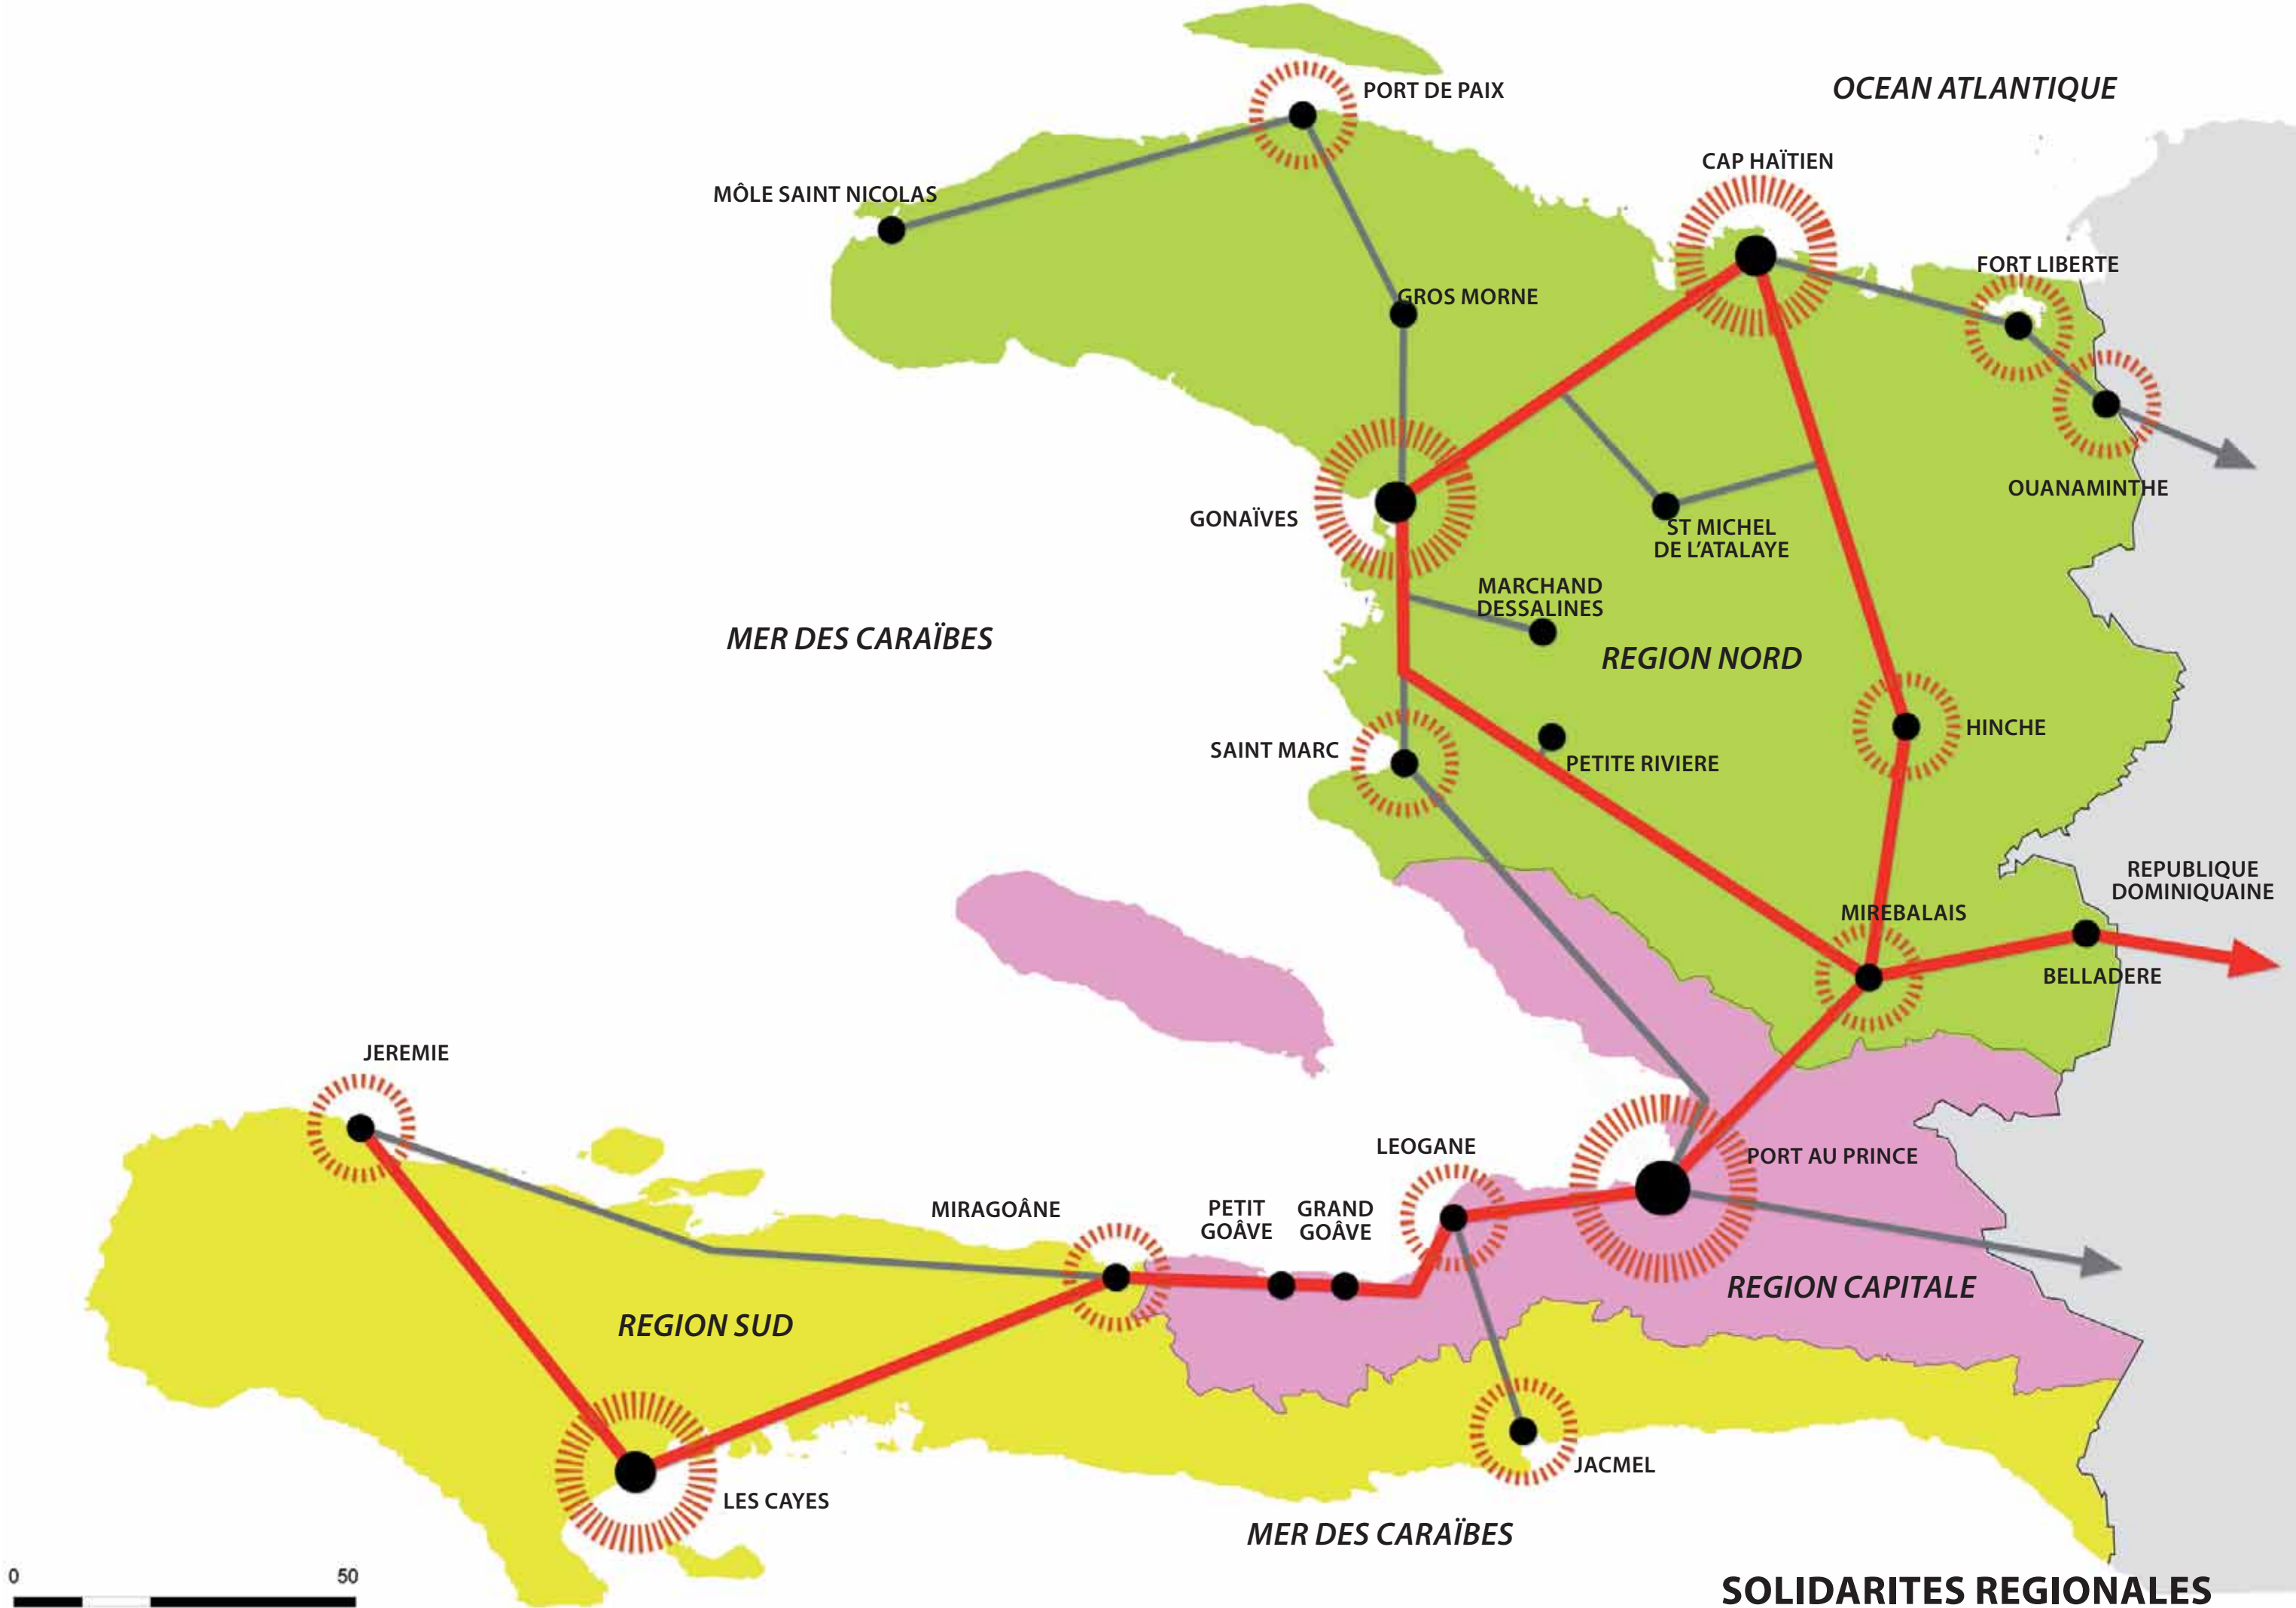 PORT DE PAIX
OCEAN ATLANTIQUE
CAP HAÏTIEN
MÔLE SAINT NICOLAS
FORT LIBERTE
GROS MORNE
OUANAMINTHE
GONAÏVES
ST MICHEL
DE L'ATALAYE
MARCHAND
DESSALINES
MER DES CARAÏBES
REGION NORD
HINCHE
SAINT MARC
PETITE RIVIERE
REPUBLIQUE
DOMINIQUAINE
MIREBALAIS
BELLADERE
JEREMIE
LEOGANE
PORT AU PRINCE
MIRAGOÂNE
PETIT
GOÂVE
GRAND
GOÂVE
REGION CAPITALE
REGION SUD
JACMEL
LES CAYES
MER DES CARAÏBES
0 50
SOLIDARITES REGIONALES